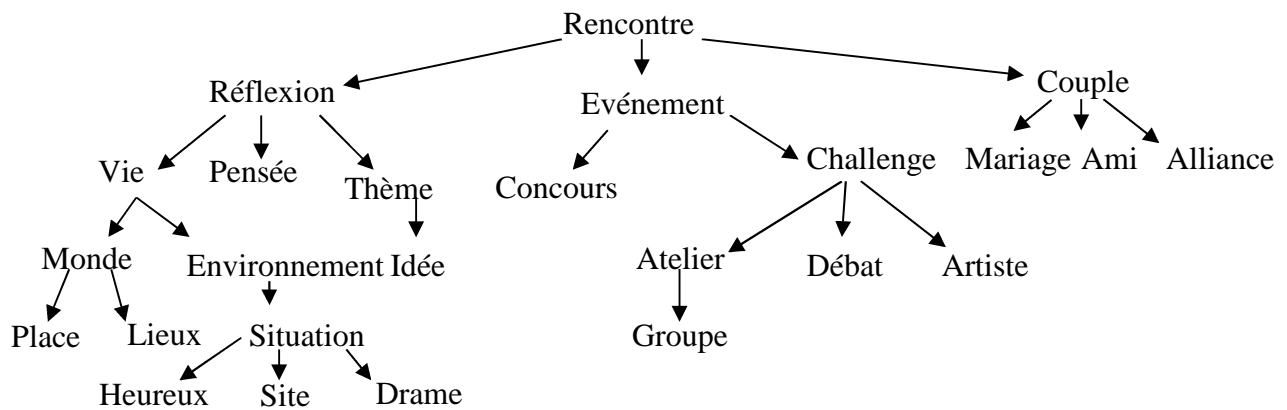 Rencontre
Réflexion Evénement Couple
Vie Pensée Thème Concours Challenge Mariage Ami Alliance
Monde Environnement Idée Atelier Débat Artiste
Place Lieux Situation Groupe
Heureux Site Drame